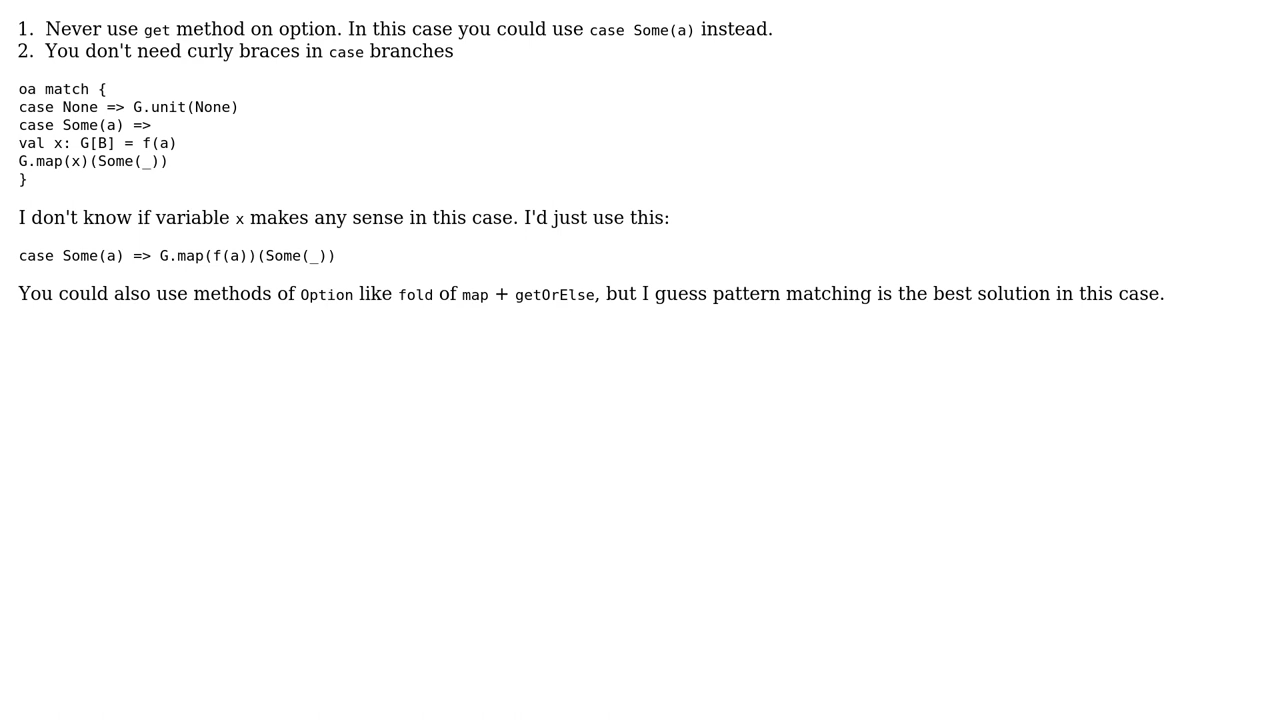 1. Never use get method on option. In this case you could use case Some(a) instead.
2. You don't need curly braces in case branches
oa match {
case None => G.unit(None)
case Some(a) =>
val x: G[B] = f(a)
G.map(x)(Some(_))
}
I don't know if variable x makes any sense in this case. I'd just use this:
case Some(a) => G.map(f(a))(Some(_))
You could also use methods of Option like fold of map + getOrElse, but I guess pattern matching is the best solution in this case.